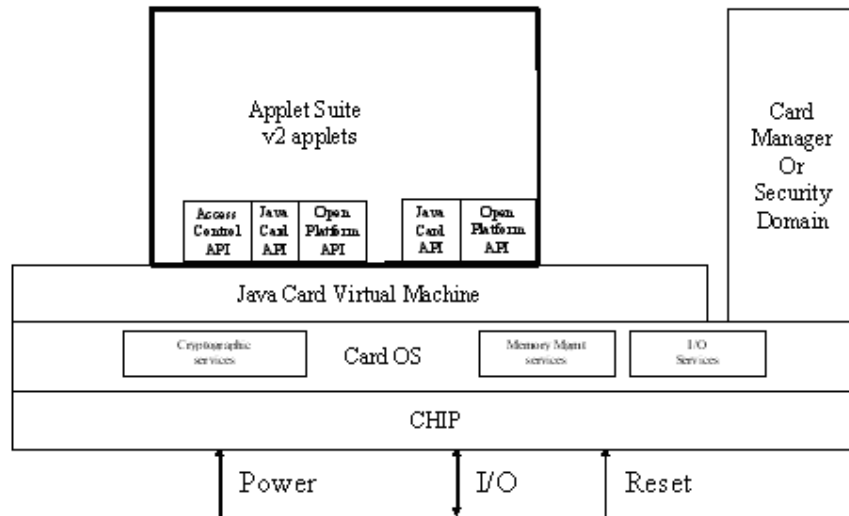 Applet Suite
v2 applets
Card
Manager
Or
Security
Domain
Access
Control
API
Java
Card
API
Open
Platform
API
Java
Card
API
Open
Platform
API
Java Card Virtual Machine
Cryptographic
services
Card OS
Memory Mgmt
services
I/O
Services
CHIP
Power
I/O
Reset